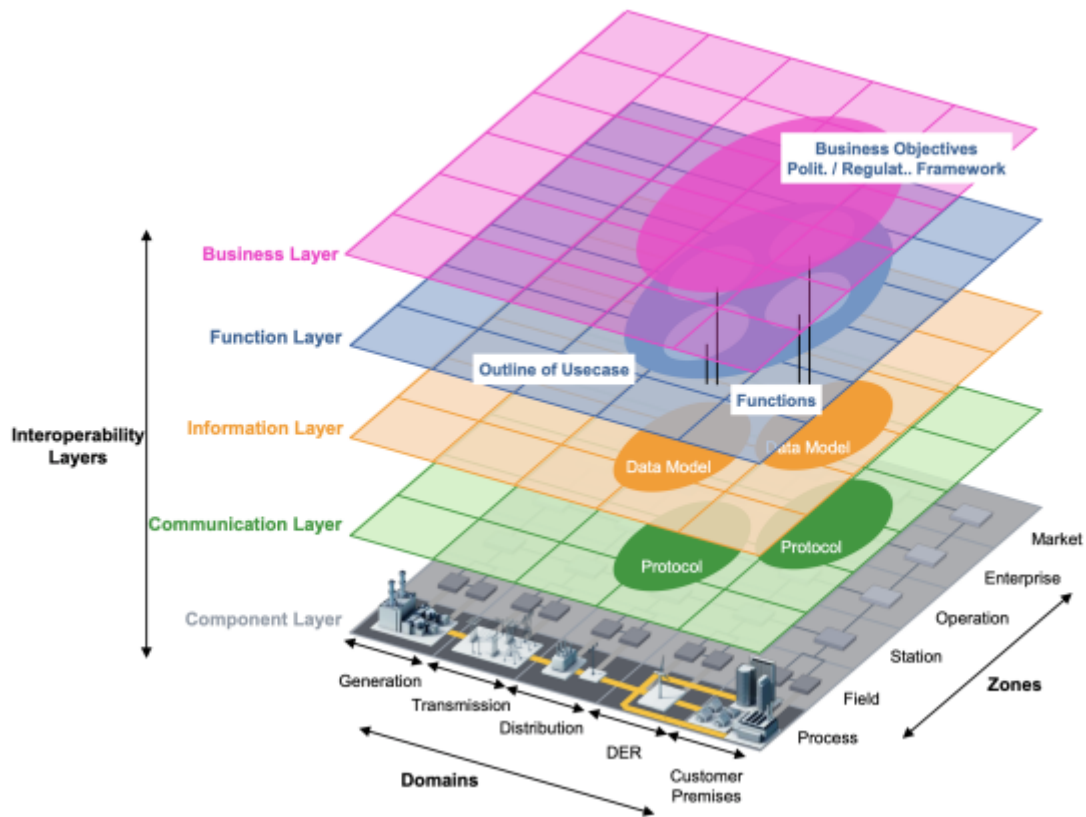 Business Objectives
Polit. / Regulat.. Framework
Business Layer
Function Layer
Outline of Usecase
Functions
Interoperability
Layers
Information Layer
Data Model
Data Model
Communication Layer
Protocol
Protocol
Component Layer
Market
Enterprise
Operation
Station
Field
Process
Zones
Generation
Transmission
Distribution
DER
Customer
Premises
Domains